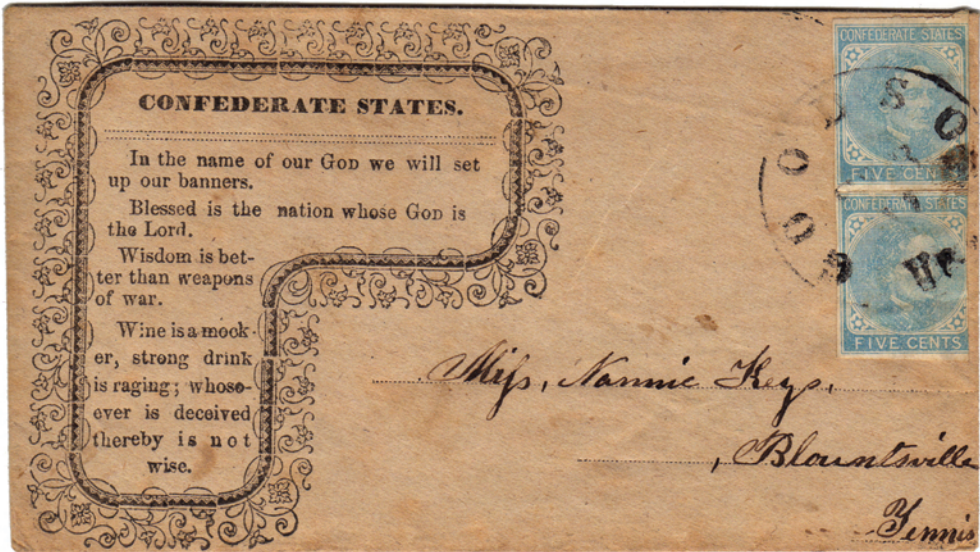 CONFEDERATE STATES.
In the name of our GOD we will set
up our banners.
Blessed is the nation whose GOD is
the Lord.
Wisdom is bet-
ter than weapons
of war.
Wine is a mock
er, strong drink
is raging; whoso-
ever is deceived
thereby is not
wise.
CONFEDERATE STATES
FIVE CENTS
CONFEDERATE STATES
FIVE CENTS
Miss, Nannie Keys,
, Blountsville
Tennis